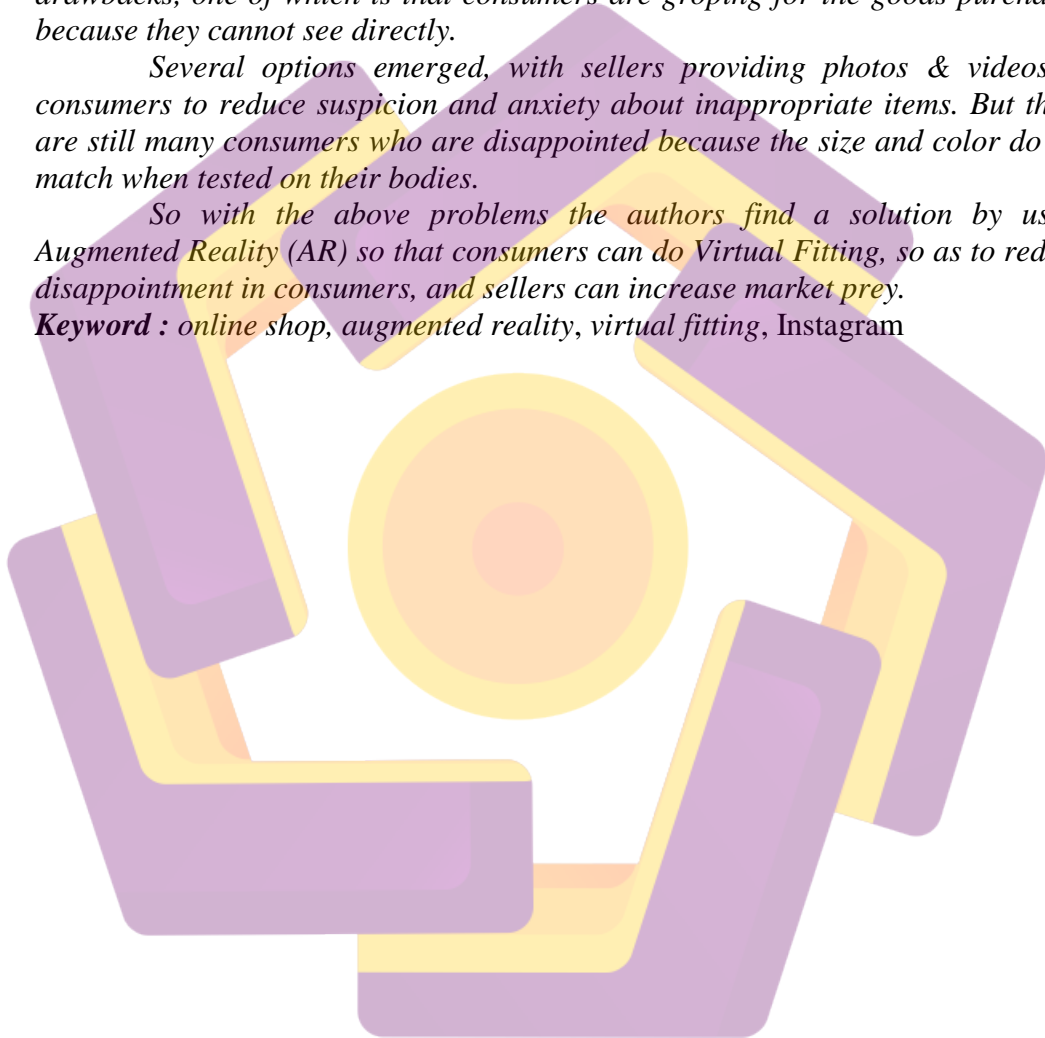 drawbacks, one of which is that consumers are groping for the goods
because they cannot see directly.
Several options emerged, with sellers providing photos & videos
consumers to reduce suspicion and anxiety about inappropriate items. But
are still many consumers who are disappointed because the size and color do
match when tested on their bodies.
So with the above problems the authors find a solution by
Augmented Reality (AR) so that consumers can do Virtual Fitting, so as to
disappointment in consumers, and sellers can increase market prey.
Keyword : online shop, augmented reality, virtual fitting, Instagram